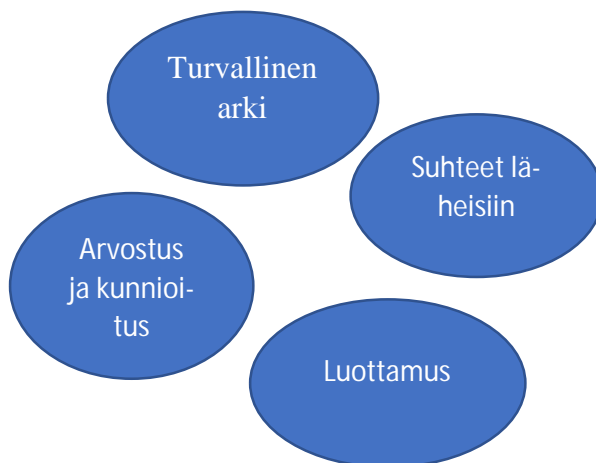 Turvallinen
arki
Suhteet lä-
heisiin
Arvostus
ja kunnioi-
tus
Luottamus